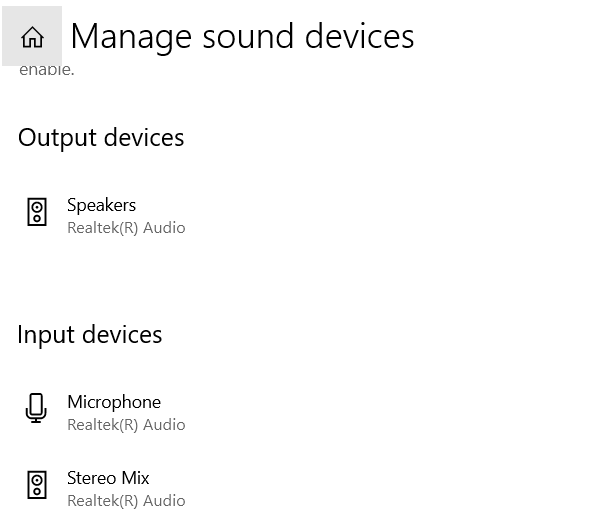 Manage sound devices
enable.
Output devices
Speakers
Realtek(R) Audio
Input devices
Microphone
Realtek(R) Audio
Stereo Mix
Realtek(R) Audio